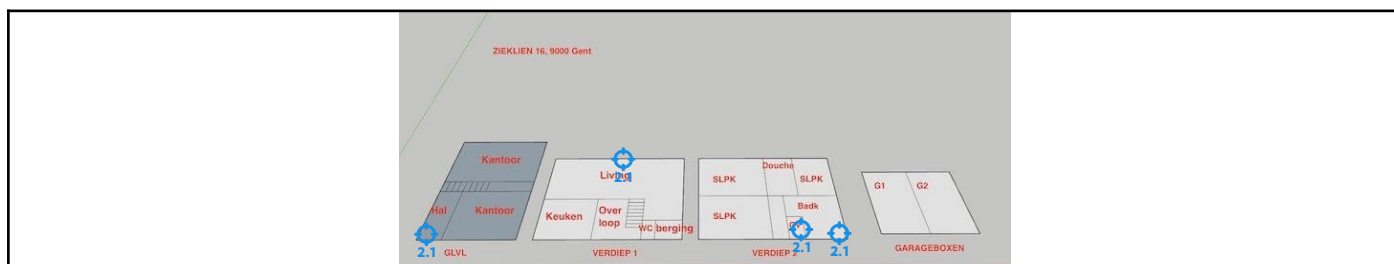 ZIEKLIEN 16, 9000 Gent
Kantoor
Hal
Kantoor
2.1
GLVL
Living
2.1
Keuken
Over
loop
WC
berging
VERDIEP 1
SLPK
Douche
SLPK
SLPK
Badk
2.1
2.1
VERDIEP 2
G1
G2
GARAGEBOXEN